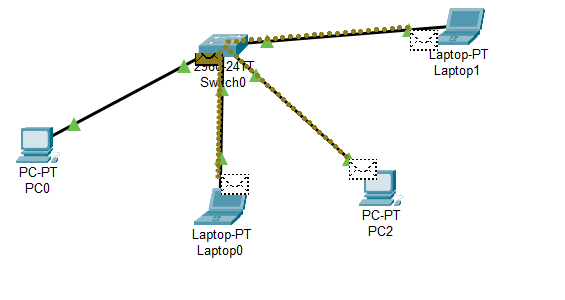 2960-24TT
Switch0
Laptop-PT
Laptop1
PC-PT
PC0
Laptop-PT
Laptop0
PC-PT
PC2